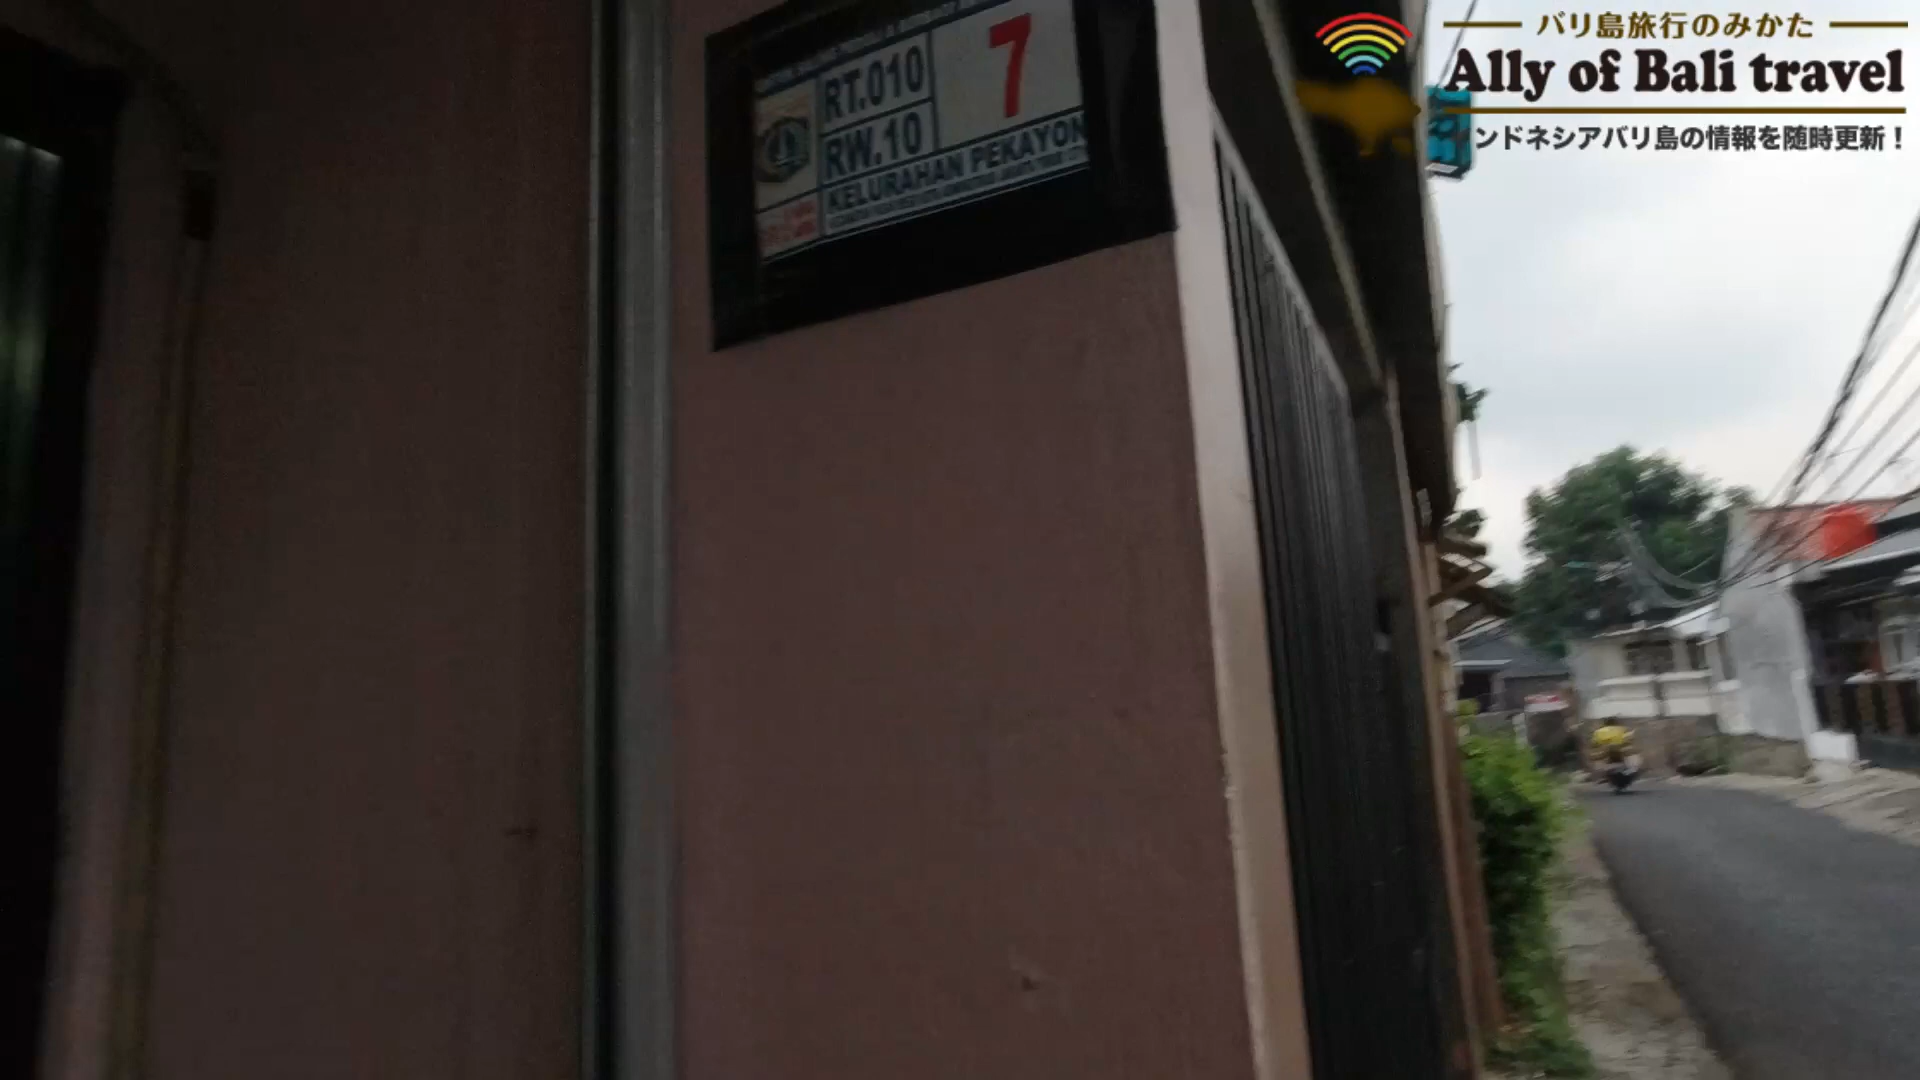 バリ島旅行のみかた
Ally of Bali travel
ンドネシアバリ島の情報を随時更新！
RT.010
7
RW.10
KELURAHAN PEKAYON